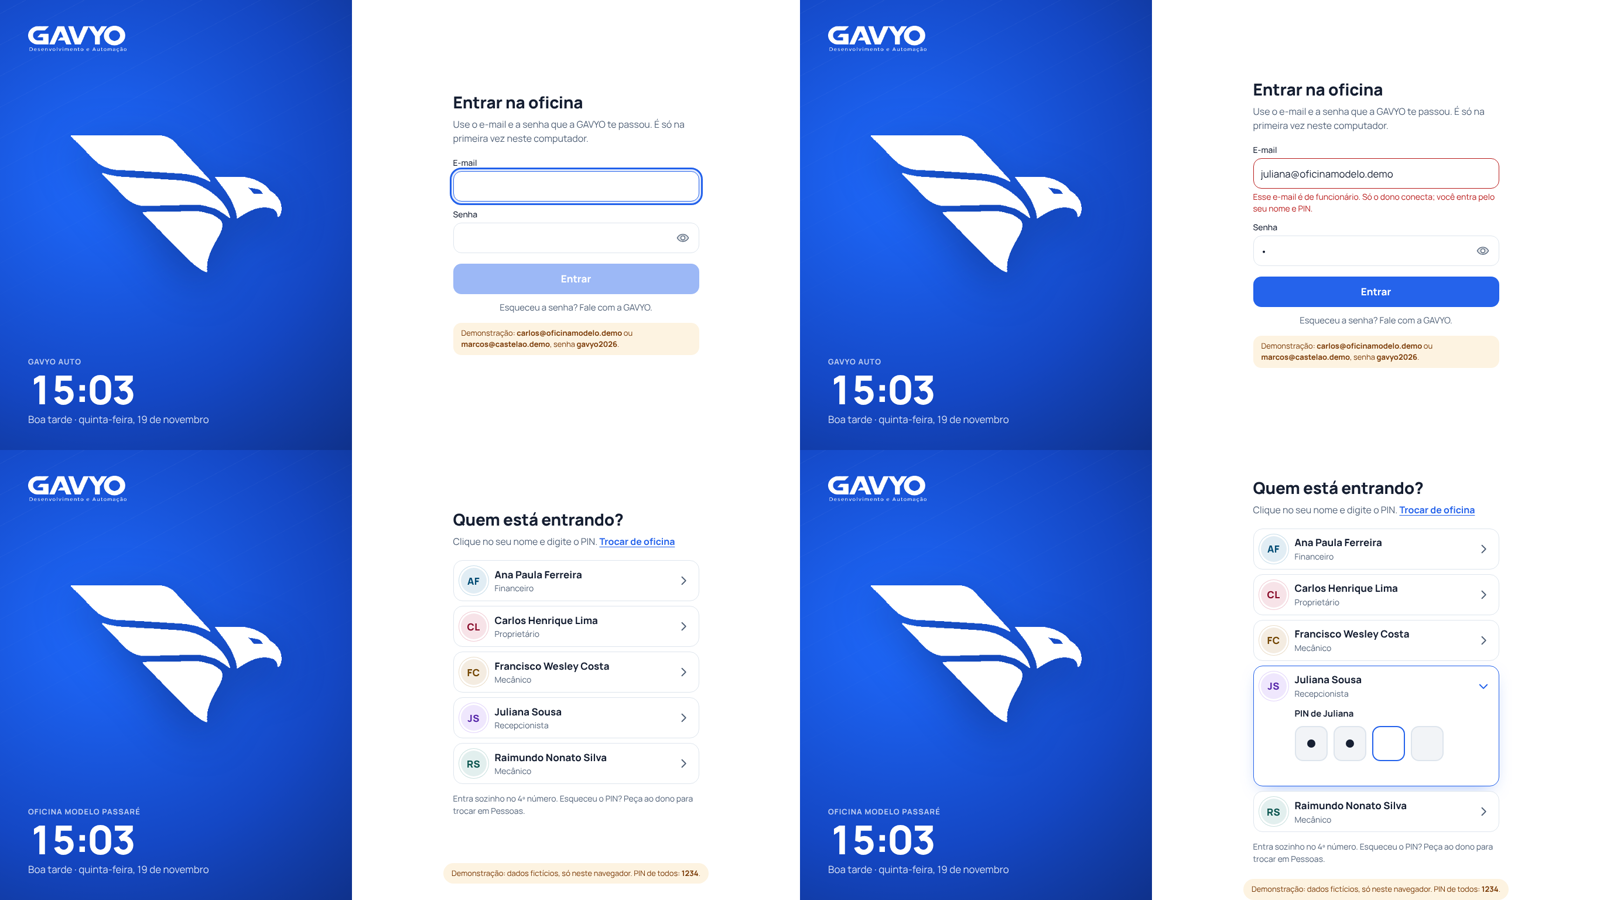 GAVYO
Desenvolvimento e Automação
GAVYO AUTO
15:03
Boa tarde · quinta-feira, 19 de novembro
Entrar na oficina
Use o e-mail e a senha que a GAVYO te passou. É só na
primeira vez neste computador.
E-mail
Senha
Entrar
Esqueceu a senha? Fale com a GAVYO.
Demonstração: carlos@oficinamodelo.demo ou
marcos@castelao.demo, senha gavyo2026.
GAVYO
Desenvolvimento e Automação
GAVYO AUTO
15:03
Boa tarde · quinta-feira, 19 de novembro
Entrar na oficina
Use o e-mail e a senha que a GAVYO te passou. É só na
primeira vez neste computador.
E-mail
juliana@oficinamodelo.demo
Esse e-mail é de funcionário. Só o dono conecta; você entra pelo
seu nome e PIN.
Senha
Entrar
Esqueceu a senha? Fale com a GAVYO.
Demonstração: carlos@oficinamodelo.demo ou
marcos@castelao.demo, senha gavyo2026.
GAVYO
Desenvolvimento e Automação
OFICINA MODELO PASSARÉ
15:03
Boa tarde · quinta-feira, 19 de novembro
Quem está entrando?
Clique no seu nome e digite o PIN. Trocar de oficina
AF
Ana Paula Ferreira
Financeiro
CL
Carlos Henrique Lima
Proprietário
FC
Francisco Wesley Costa
Mecânico
JS
Juliana Sousa
Recepcionista
RS
Raimundo Nonato Silva
Mecânico
Entra sozinho no 4º número. Esqueceu o PIN? Peça ao dono para
trocar em Pessoas.
Demonstração: dados fictícios, só neste navegador. PIN de todos: 1234.
GAVYO
Desenvolvimento e Automação
OFICINA MODELO PASSARÉ
15:03
Boa tarde · quinta-feira, 19 de novembro
Quem está entrando?
Clique no seu nome e digite o PIN. Trocar de oficina
AF
Ana Paula Ferreira
Financeiro
CL
Carlos Henrique Lima
Proprietário
FC
Francisco Wesley Costa
Mecânico
JS
Juliana Sousa
Recepcionista
PIN de Juliana
RS
Raimundo Nonato Silva
Mecânico
Entra sozinho no 4º número. Esqueceu o PIN? Peça ao dono para
trocar em Pessoas.
Demonstração: dados fictícios, só neste navegador. PIN de todos: 1234.